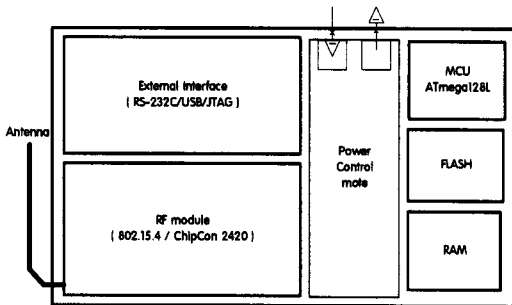 External Interface
( RS-232C/USB/JTAG )
MCU
ATmega128L
Antenna
Power
Control
mote
FLASH
RF module
( 802.15.4 / ChipCon 2420 )
RAM